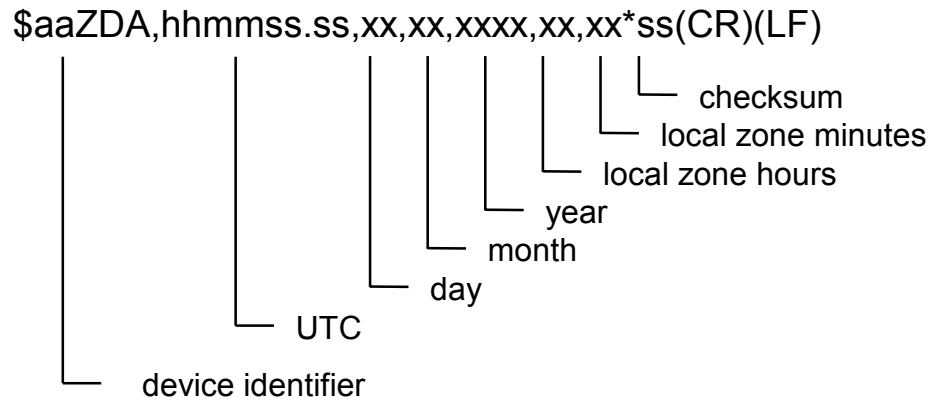 $aaZDA,hhmmss.ss,xx,xx,xxxx,xx,xx*ss(CR)(LF)
checksum
local zone minutes
local zone hours
year
month
day
UTC
device identifier